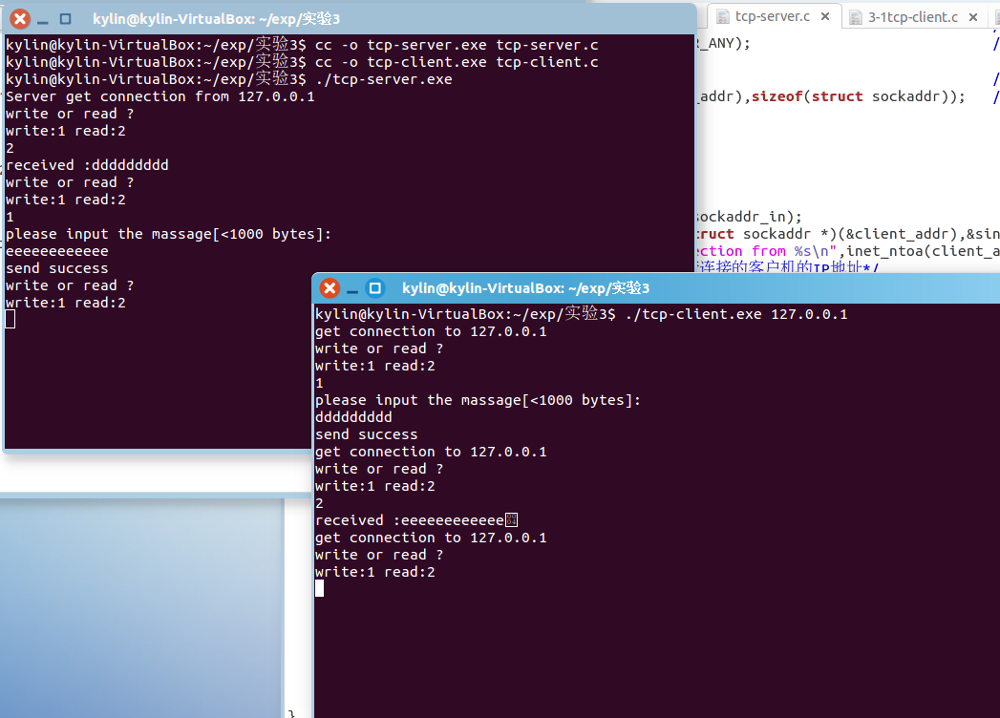 kylin@kylin-VirtualBox: ~/exp/实验3
kylin@kylin-VirtualBox:~/exp/实验3$ cc -o tcp-server.exe tcp-server.c
kylin@kylin-VirtualBox:~/exp/实验3$ cc -o tcp-client.exe tcp-client.c
kylin@kylin-VirtualBox:~/exp/实验3$ ./tcp-server.exe
Server get connection from 127.0.0.1
write or read ?
write:1 read:2
2
received :ddddddddd
write or read ?
write:1 read:2
1
please input the massage[<1000 bytes]:
eeeeeeeeeeee
send success
write or read ?
write:1 read:2
tcp-server.c
3-1tcp-client.c
R_ANY);
/
/
_addr),sizeof(struct sockaddr)); /
sockaddr_in);
truct sockaddr *)(&client_addr),&sin
ection from %s\n",inet_ntoa(client_a
连接的客户机的IP地址*/
kylin@kylin-VirtualBox: ~/exp/实验3
kylin@kylin-VirtualBox:~/exp/实验3$ ./tcp-client.exe 127.0.0.1
get connection to 127.0.0.1
write or read ?
write:1 read:2
1
please input the massage[<1000 bytes]:
ddddddddd
send success
get connection to 127.0.0.1
write or read ?
write:1 read:2
2
received :eeeeeeeeeeee
get connection to 127.0.0.1
write or read ?
write:1 read:2
}